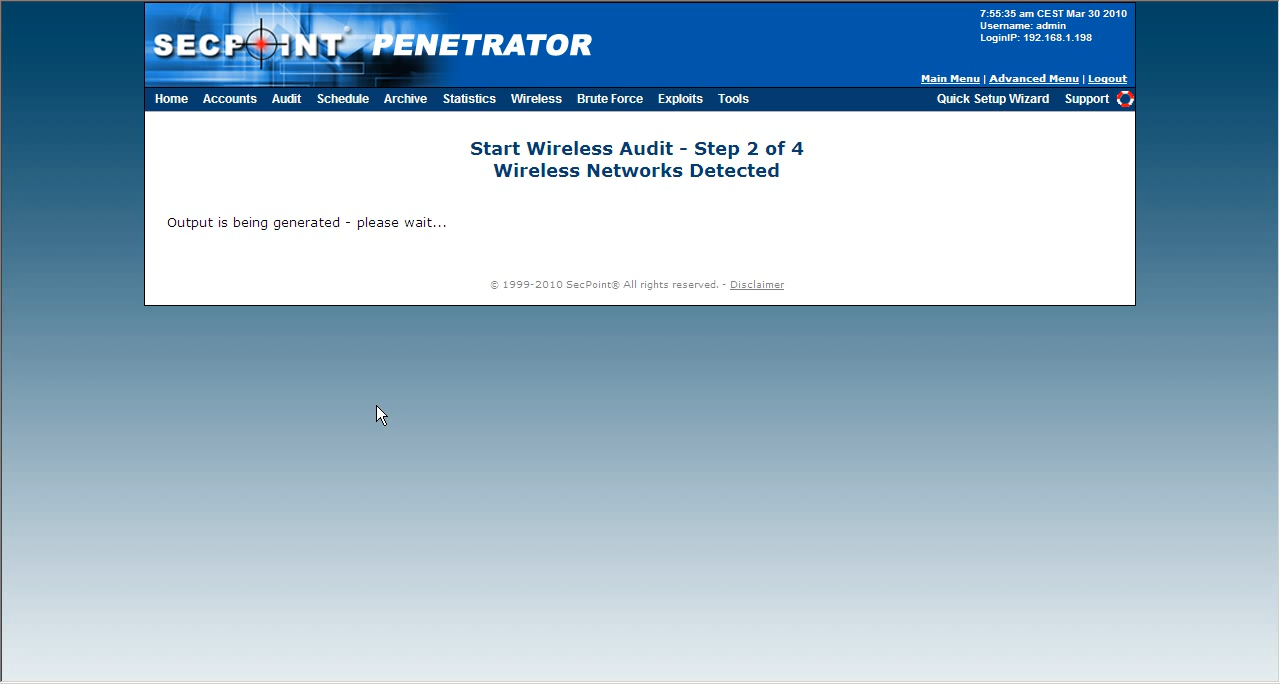 SECPOINT® PENETRATOR
7:55:35 am CEST Mar 30 2010
Username: admin
LoginIP: 192.168.1.198
Main Menu | Advanced Menu | Logout
Home Accounts Audit Schedule Archive Statistics Wireless Brute Force Exploits Tools Quick Setup Wizard Support
Start Wireless Audit - Step 2 of 4
Wireless Networks Detected
Output is being generated - please wait...
© 1999-2010 SecPoint® All rights reserved. - Disclaimer